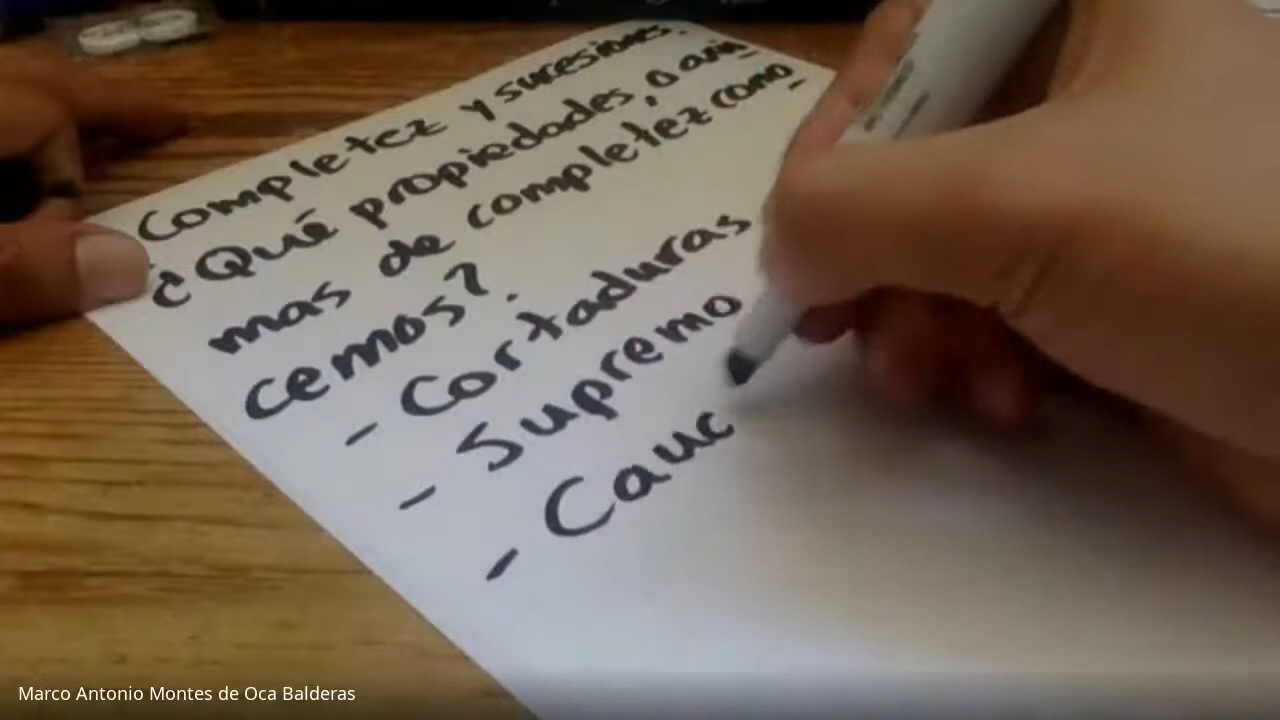 Completez y sucesiones.
¿Qué propiedades, o axio
mas de completez cono
cemos?
- Cortaduras
- Supremo
- Cauc
Marco Antonio Montes de Oca Balderas